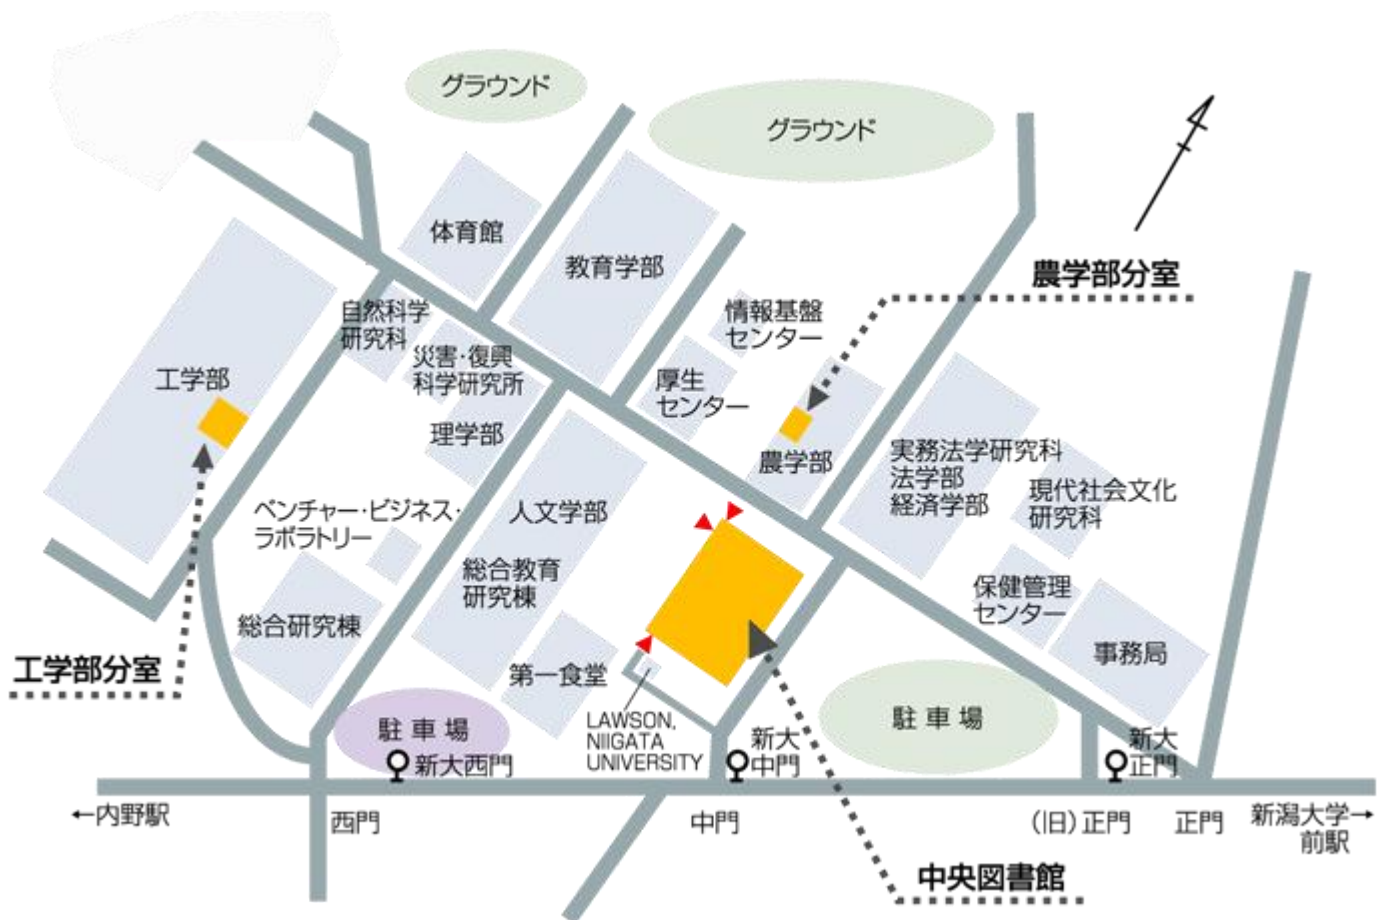 グラウンド
グラウンド
体育館
教育学部
農学部分室
自然科学
研究科
災害・復興
科学研究所
情報基盤
センター
工学部
厚生
センター
理学部
農学部
実務法学研究科
法学部
経済学部
現代社会文化
研究科
ベンチャー・ビジネス・
ラボラトリー
人文学部
総合教育
研究棟
保健管理
センター
総合研究棟
事務局
工学部分室
第一食堂
駐車場
LAWSON,
NIIGATA
UNIVERSITY
駐車場
新大西門
新大
中門
新大
正門
←内野駅
西門
中門
(旧)正門
正門
新潟大学→
前駅
中央図書館